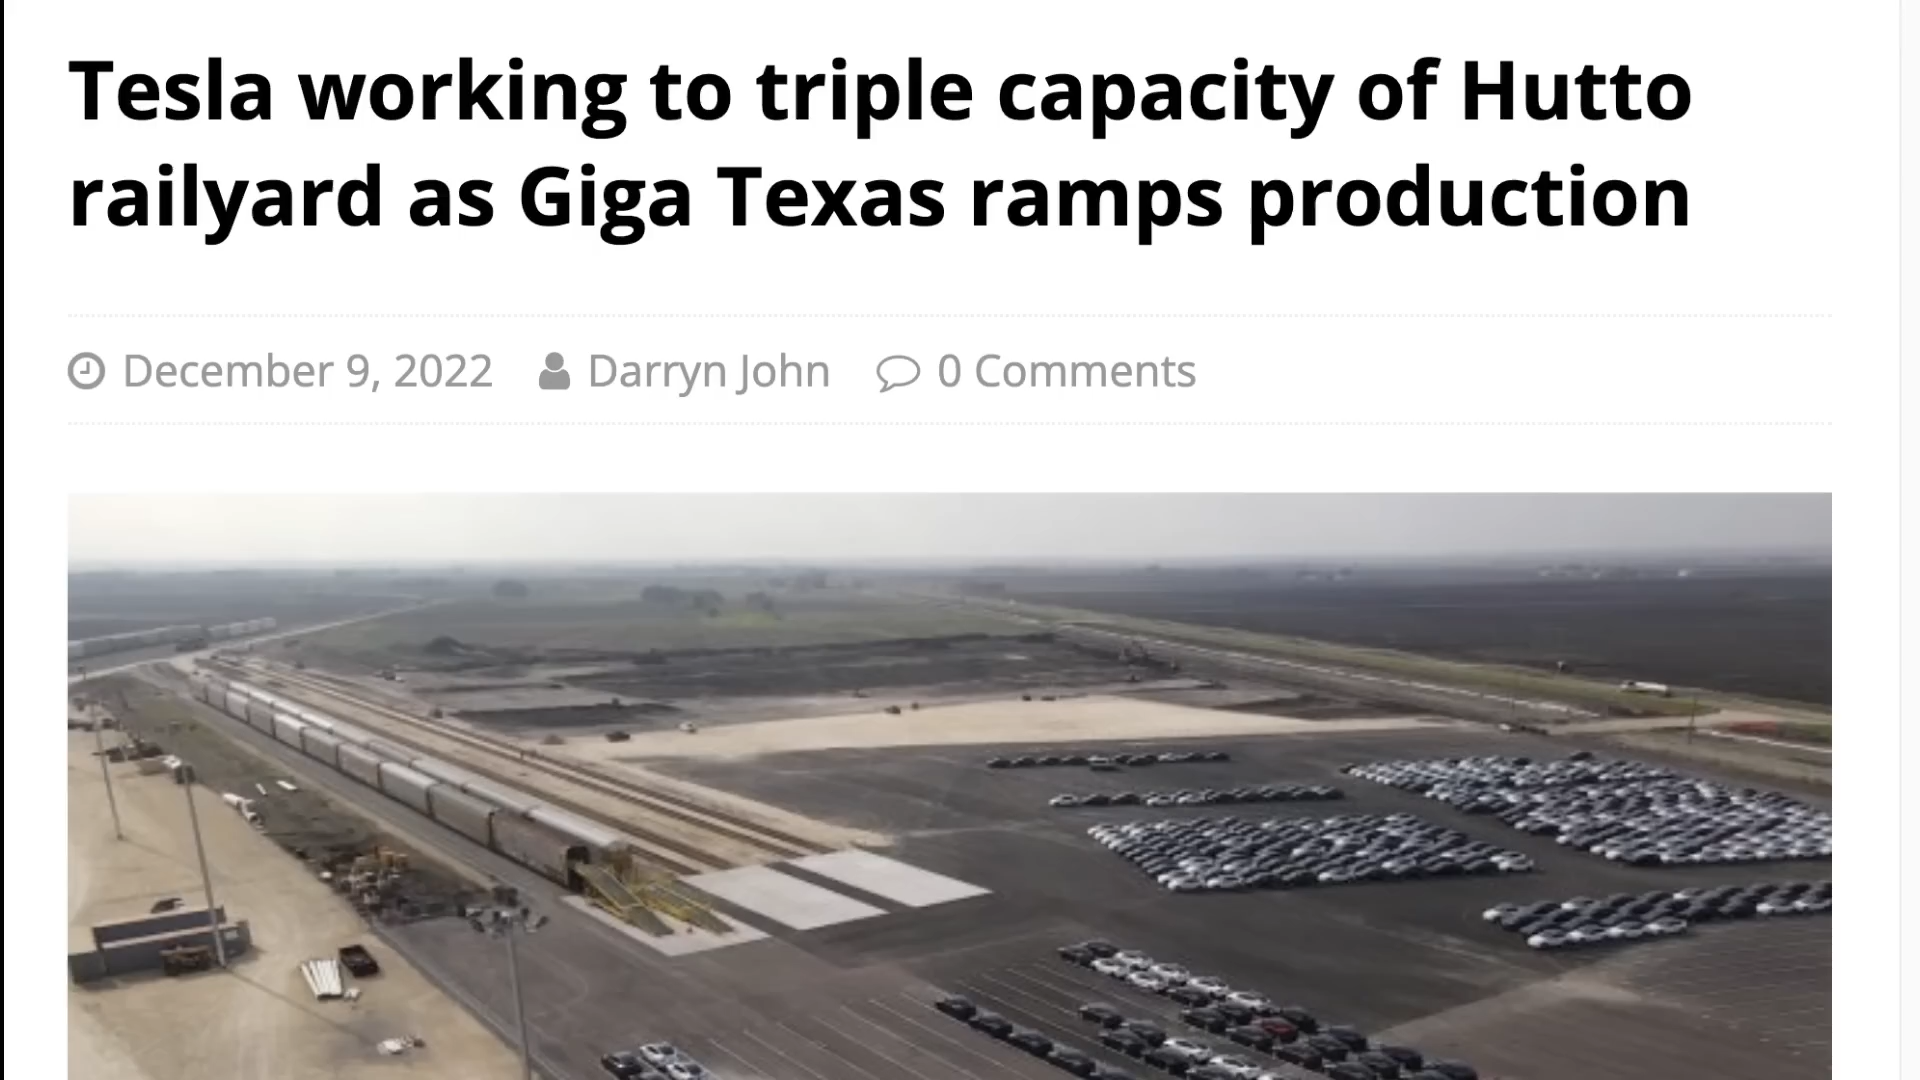 Tesla working to triple capacity of Hutto
railyard as Giga Texas ramps production
December 9, 2022 Darryn John 0 Comments